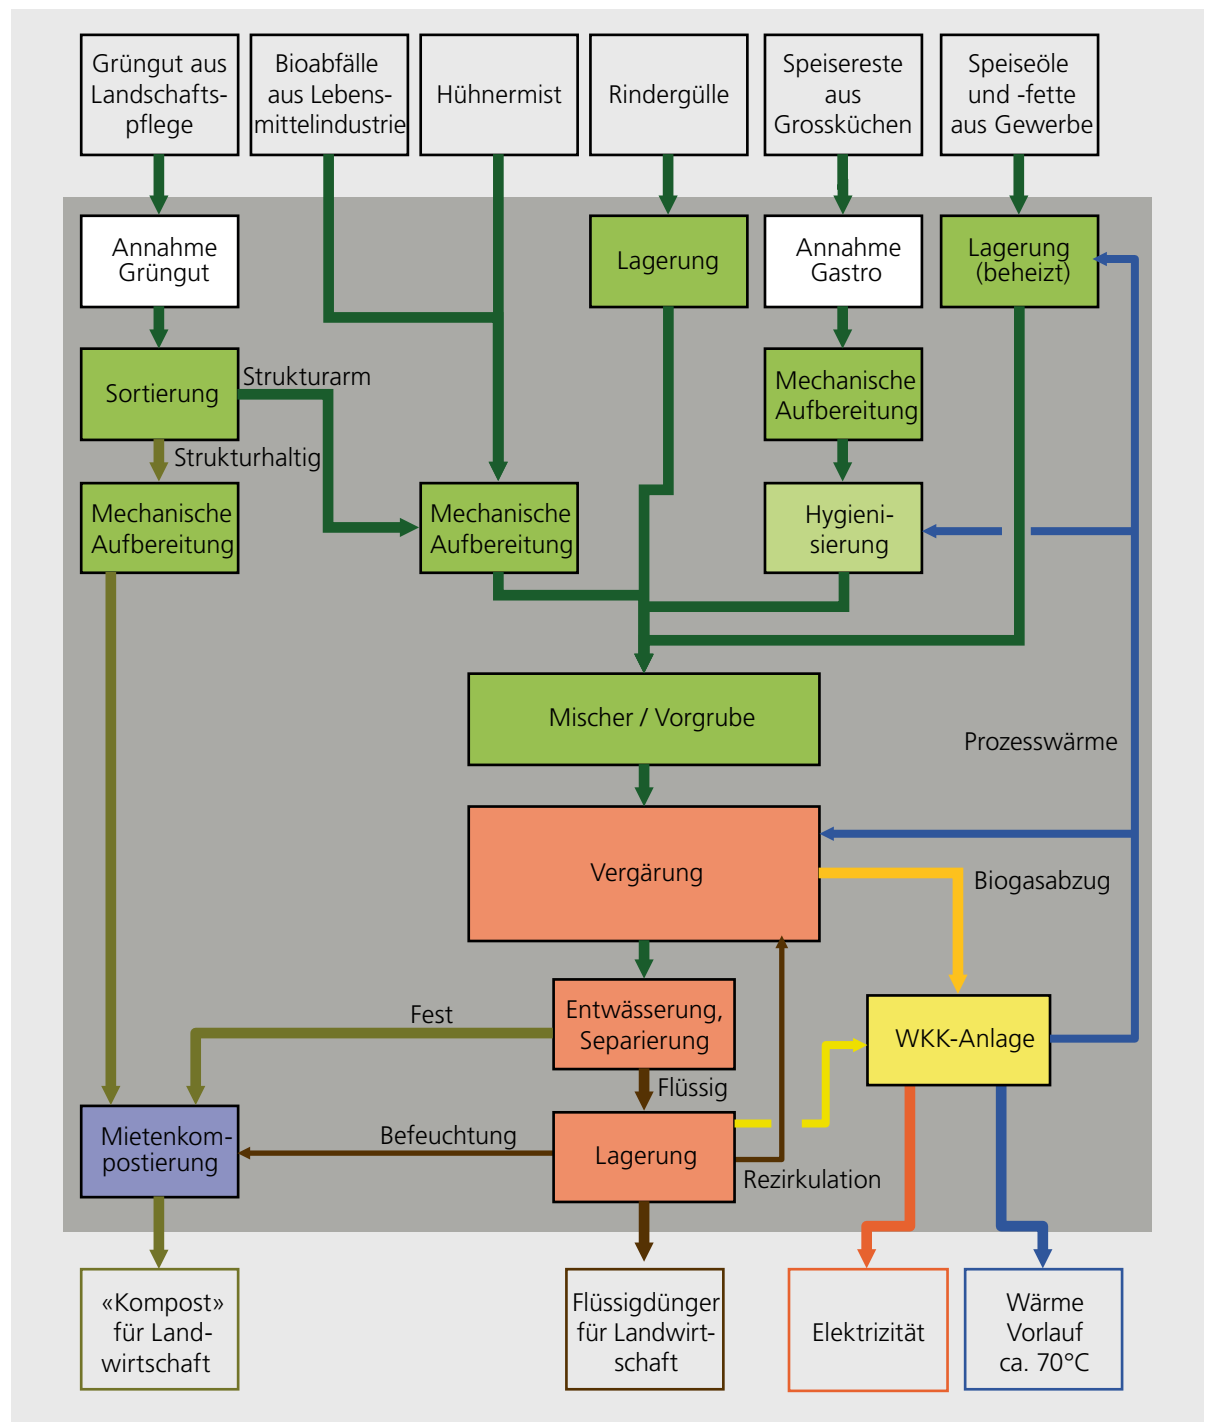 Grüngut aus
Landschafts-
pflege
Bioabfälle
aus Lebens-
mittelindustrie
Hühnermist
Rindergülle
Speisereste
aus
Grossküchen
Speiseöle
und -fette
aus Gewerbe
Annahme
Grüngut
Lagerung
Annahme
Gastro
Lagerung
(beheizt)
Sortierung
Strukturarm
Mechanische
Aufbereitung
Strukturhaltig
Mechanische
Aufbereitung
Mechanische
Aufbereitung
Hygieni-
sierung
Mischer / Vorgrube
Prozesswärme
Vergärung
Biogasabzug
Fest
Entwässerung,
Separierung
WKK-Anlage
Flüssig
Mietenkom-
postierung
Befeuchtung
Lagerung
Rezirkulation
«Kompost»
für Land-
wirtschaft
Flüssigdünger
für Landwirt-
schaft
Elektrizität
Wärme
Vorlauf
ca. 70°C